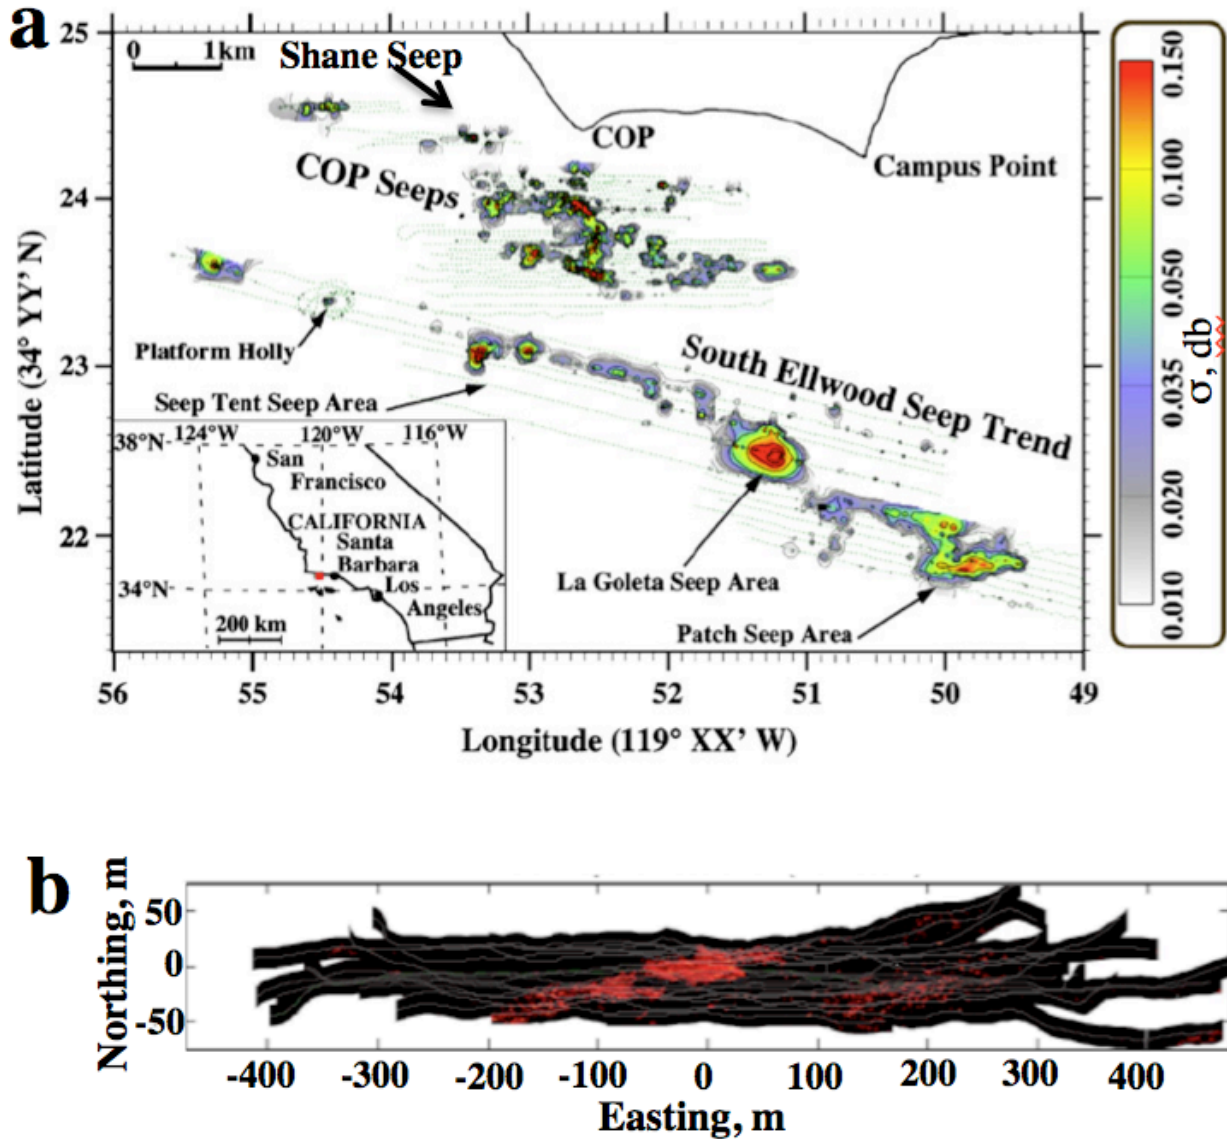 a
25
24
23
22
Latitude (34° YY' N)
0 1km
Shane Seep
COP
Campus Point
COP Seeps
Platform Holly
Seep Tent Seep Area
South Ellwood Seep Trend
La Goleta Seep Area
Patch Seep Area
124°W 120°W 116°W
38°N
34°N
San
Francisco
CALIFORNIA
Santa
Barbara
Los
Angeles
200 km
56 55 54 53 52 51 50 49
Longitude (119° XX' W)
0.150
0.100
0.050
0.035
0.020
0.010
σ, db
b
Northing, m
50
0
-50
-400 -300 -200 -100 0 100 200 300 400
Easting, m